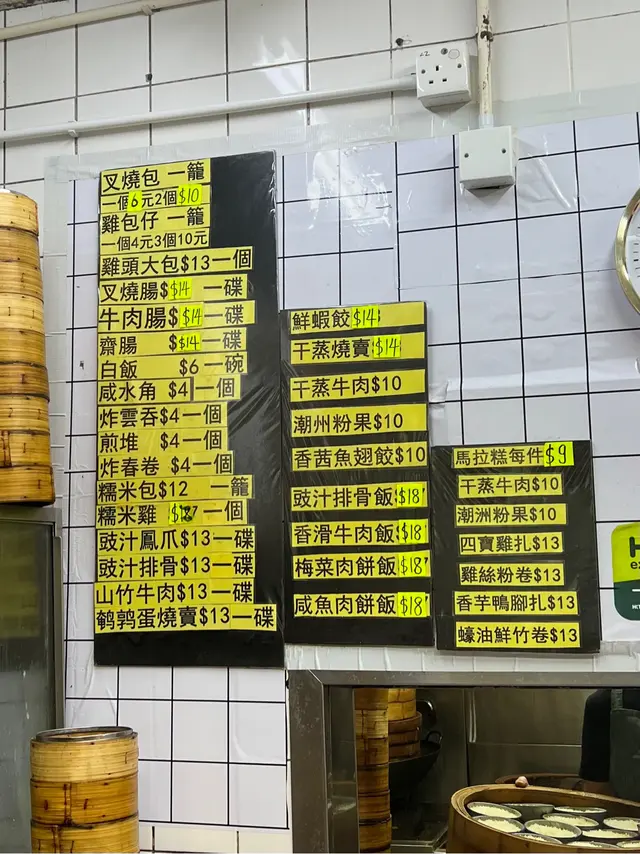 叉燒包 一籠
一個6元2個$10
雞包仔 一籠
一個4元3個10元
雞頭大包$13一個
叉燒腸$14 一碟
牛肉腸$14一碟
齋腸 $14一碟
白飯 $6一碗
咸水角 $4一個
炸雲吞$4一個
煎堆 $4一個
炸春卷 $4一個
糯米包$12 一籠
糯米雞 一個
豉汁鳳爪$13一碟
豉汁排骨$13一碟
山竹牛肉$13一碟
鹌鹑蛋燒賣$13一碟
鮮蝦餃$14
干蒸燒賣$14
干蒸牛肉$10
潮州粉果$10
香茜魚翅餃$10
豉汁排骨飯$18
香滑牛肉飯$18
梅菜肉餅飯$18
咸魚肉餅飯$18
馬拉糕每件$9
干蒸牛肉$10
潮洲粉果$10
四寶雞扎$13
雞絲粉卷$13
香芋鴨腳扎$13
蠔油鮮竹卷$13